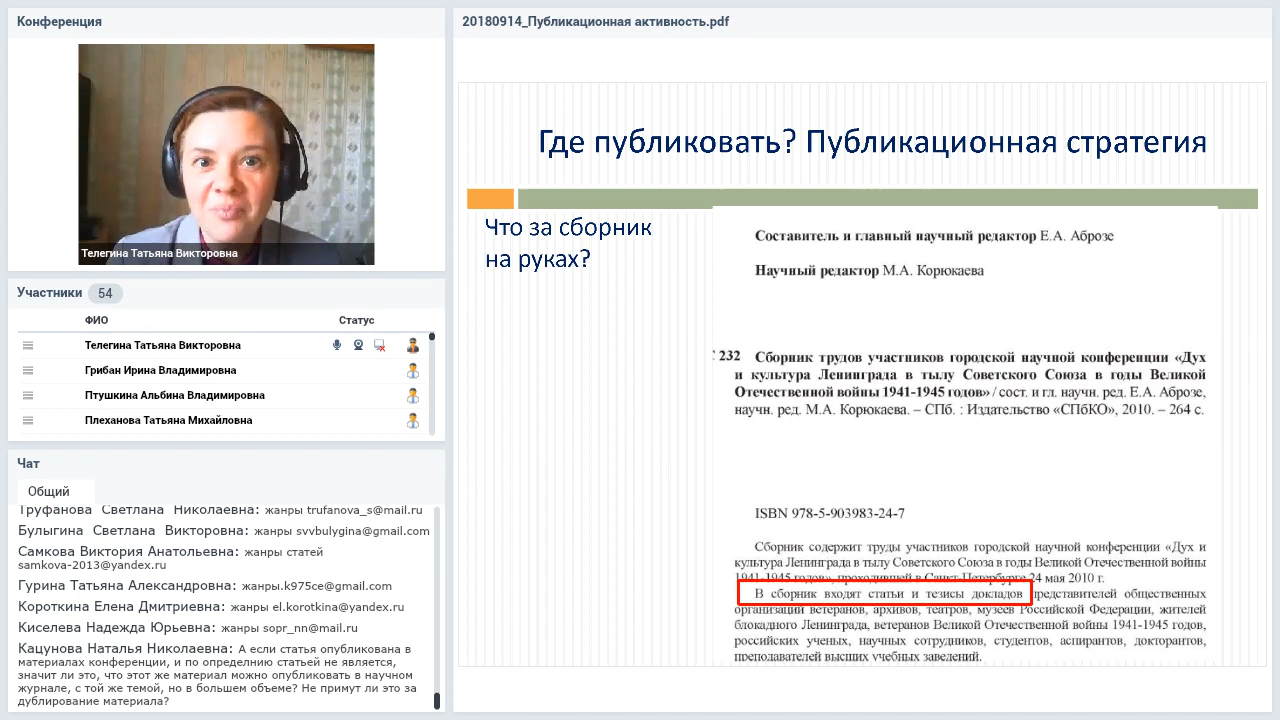 Конференция
Телегина Татьяна Викторовна
Участники 54
ФИО Статус
Телегина Татьяна Викторовна
Грибан Ирина Владимировна
Птушкина Альбина Владимировна
Плеханова Татьяна Михайловна
Чат
Общий
Труфанова Светлана Николаевна: жанры trufanova_s@mail.ru
Булыгина Светлана Викторовна: жанры svvbulygina@gmail.com
Самкова Виктория Анатольевна: жанры статей
samkova-2013@yandex.ru
Гурина Татьяна Александровна: жанры.k975ce@gmail.com
Короткина Елена Дмитриевна: жанры el.korotkina@yandex.ru
Киселева Надежда Юрьевна: жанры sopr_nn@mail.ru
Кацунова Наталья Николаевна: А если статья опубликована в
материалах конференции, и по определнию статьей не является,
значит ли это, что этот же материал можно опубликовать в научном
журнале, с той же темой, но в большем объеме? Не примут ли это за
дублирование материала?
20180914_Публикационная активность.pdf
Где публиковать? Публикационная стратегия
Что за сборник
на руках?
Составитель и главный научный редактор Е.А. Аброзе
Научный редактор М.А. Корюкаева
232 Сборник трудов участников городской научной конференции «Дух
и культура Ленинграда в тылу Советского Союза в годы Великой
Отечественной войны 1941-1945 годов» / сост. и гл. научн. ред. Е.А. Аброзе,
научн. ред. М.А. Корюкаева. – СПб. : Издательство «СПбКО», 2010. – 264 с.
ISBN 978-5-903983-24-7
Сборник содержит труды участников городской научной конференции «Дух и
культура Ленинграда в тылу Советского Союза в годы Великой Отечественной войны
1941-1945 годов», проходившей в Санкт-Петербурге 24 мая 2010 г.
В сборник входят статьи и тезисы докладов представителей общественных
организации ветеранов, архивов, театров, музеев Российской Федерации, жителей
блокадного Ленинграда, ветеранов Великой Отечественной войны 1941-1945 годов,
российских ученых, научных сотрудников, студентов, аспирантов, докторантов,
преподавателей высших учебных заведений.